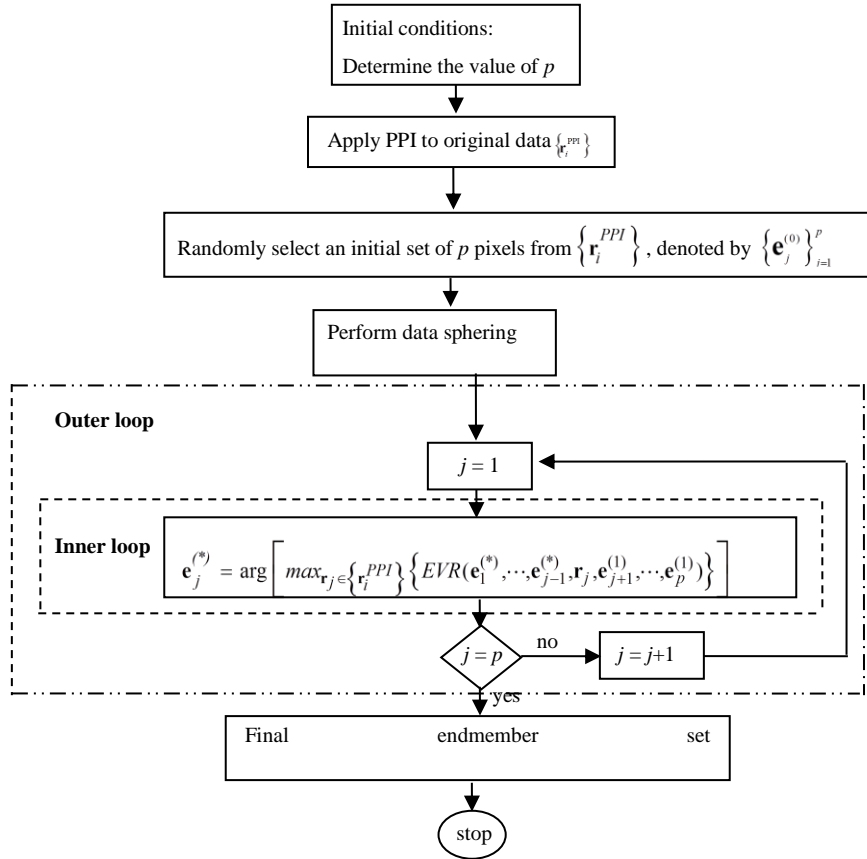 Initial conditions:
Determine the value of p
Apply PPI to original data {r_i^PPI}
Randomly select an initial set of p pixels from {r_i^PPI} , denoted by {e_j^(0)}_{j=1}^p
Perform data sphering
Outer loop
j = 1
Inner loop
e_j^(*) = arg[max_{r_j∈{r_i^PPI}}{EVR(e_1^(*),⋯,e_{j-1}^(*),r_j,e_{j+1}^(1),⋯,e_p^(1))}]
j = p
no
j = j+1
yes
Final endmember set
stop